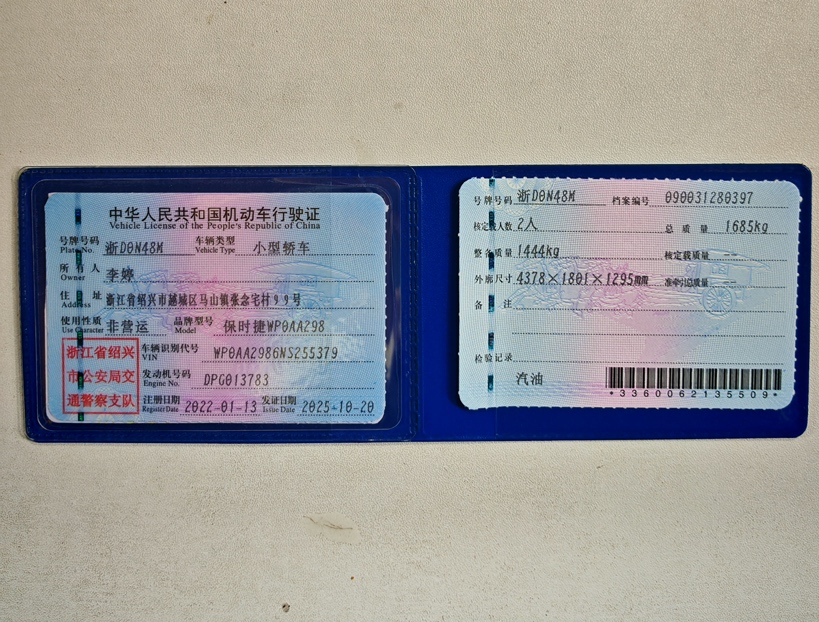 中华人民共和国机动车行驶证
Vehicle License of the People's Republic of China
号牌号码 浙D0N48M 车辆类型 小型轿车
Plate No. Vehicle Type
所有人 李婷
Owner
住址 浙江省绍兴市越城区马山镇张念宅村99号
Address
使用性质 非营运 品牌型号 保时捷WP0AA298
Use Character Model
浙江省绍兴
市公安局交
通警察支队
车辆识别代号 WP0AA2986NS255379
VIN
发动机号码 DPG013783
Engine No.
注册日期 2022-01-13 发证日期 2025-10-20
Register Date Issue Date
号牌号码 浙D0N48M 档案编号 090031280397
核定载人数 2人 总质量 1685kg
整备质量 1444kg 核定载质量 --
外廓尺寸 4378×1801×1295mm 准牵引总质量 --
备注
检验记录
汽油
*3360062135509*